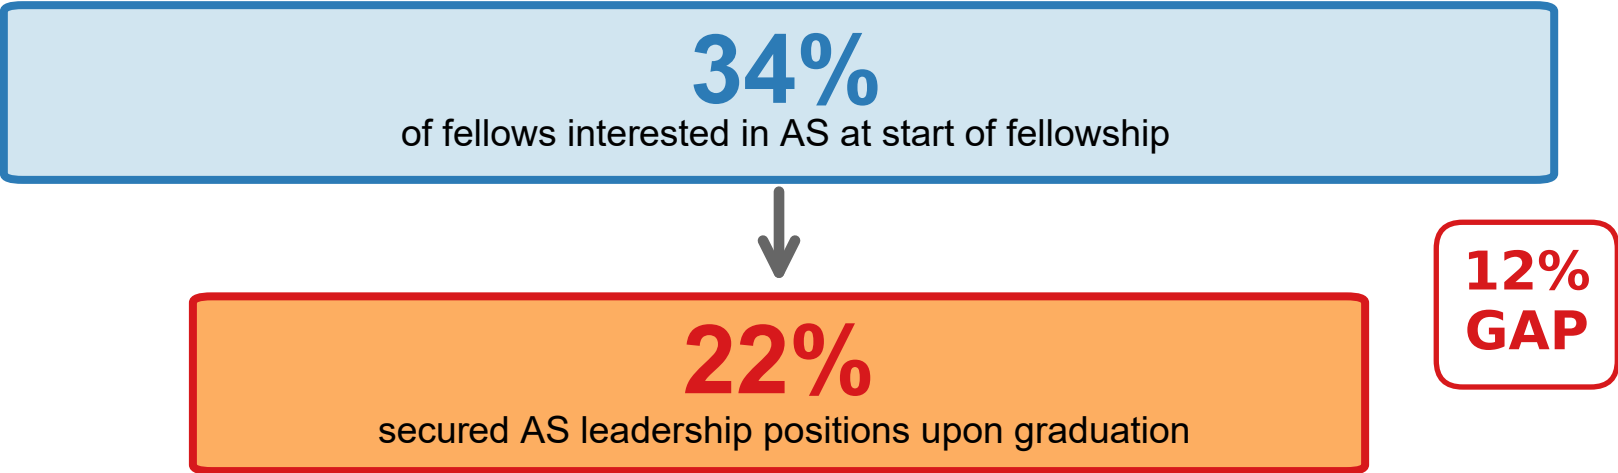 34%
of fellows interested in AS at start of fellowship
12%
GAP
22%
secured AS leadership positions upon graduation